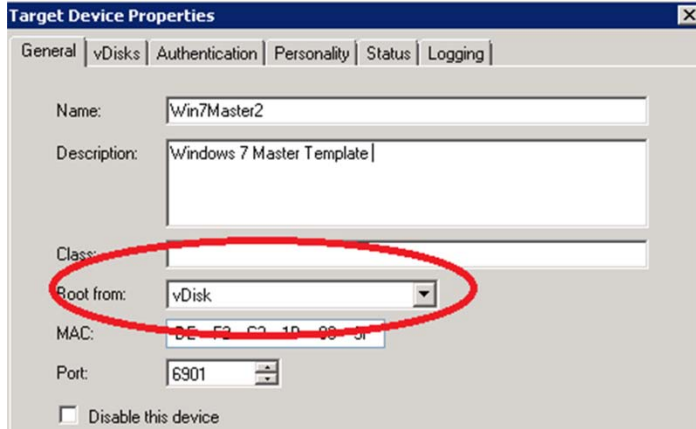 Target Device Properties
General vDisks Authentication Personality Status Logging
Name: Win7Master2
Description: Windows 7 Master Template
Class:
Boot from: vDisk
MAC:
Port: 6901
Disable this device